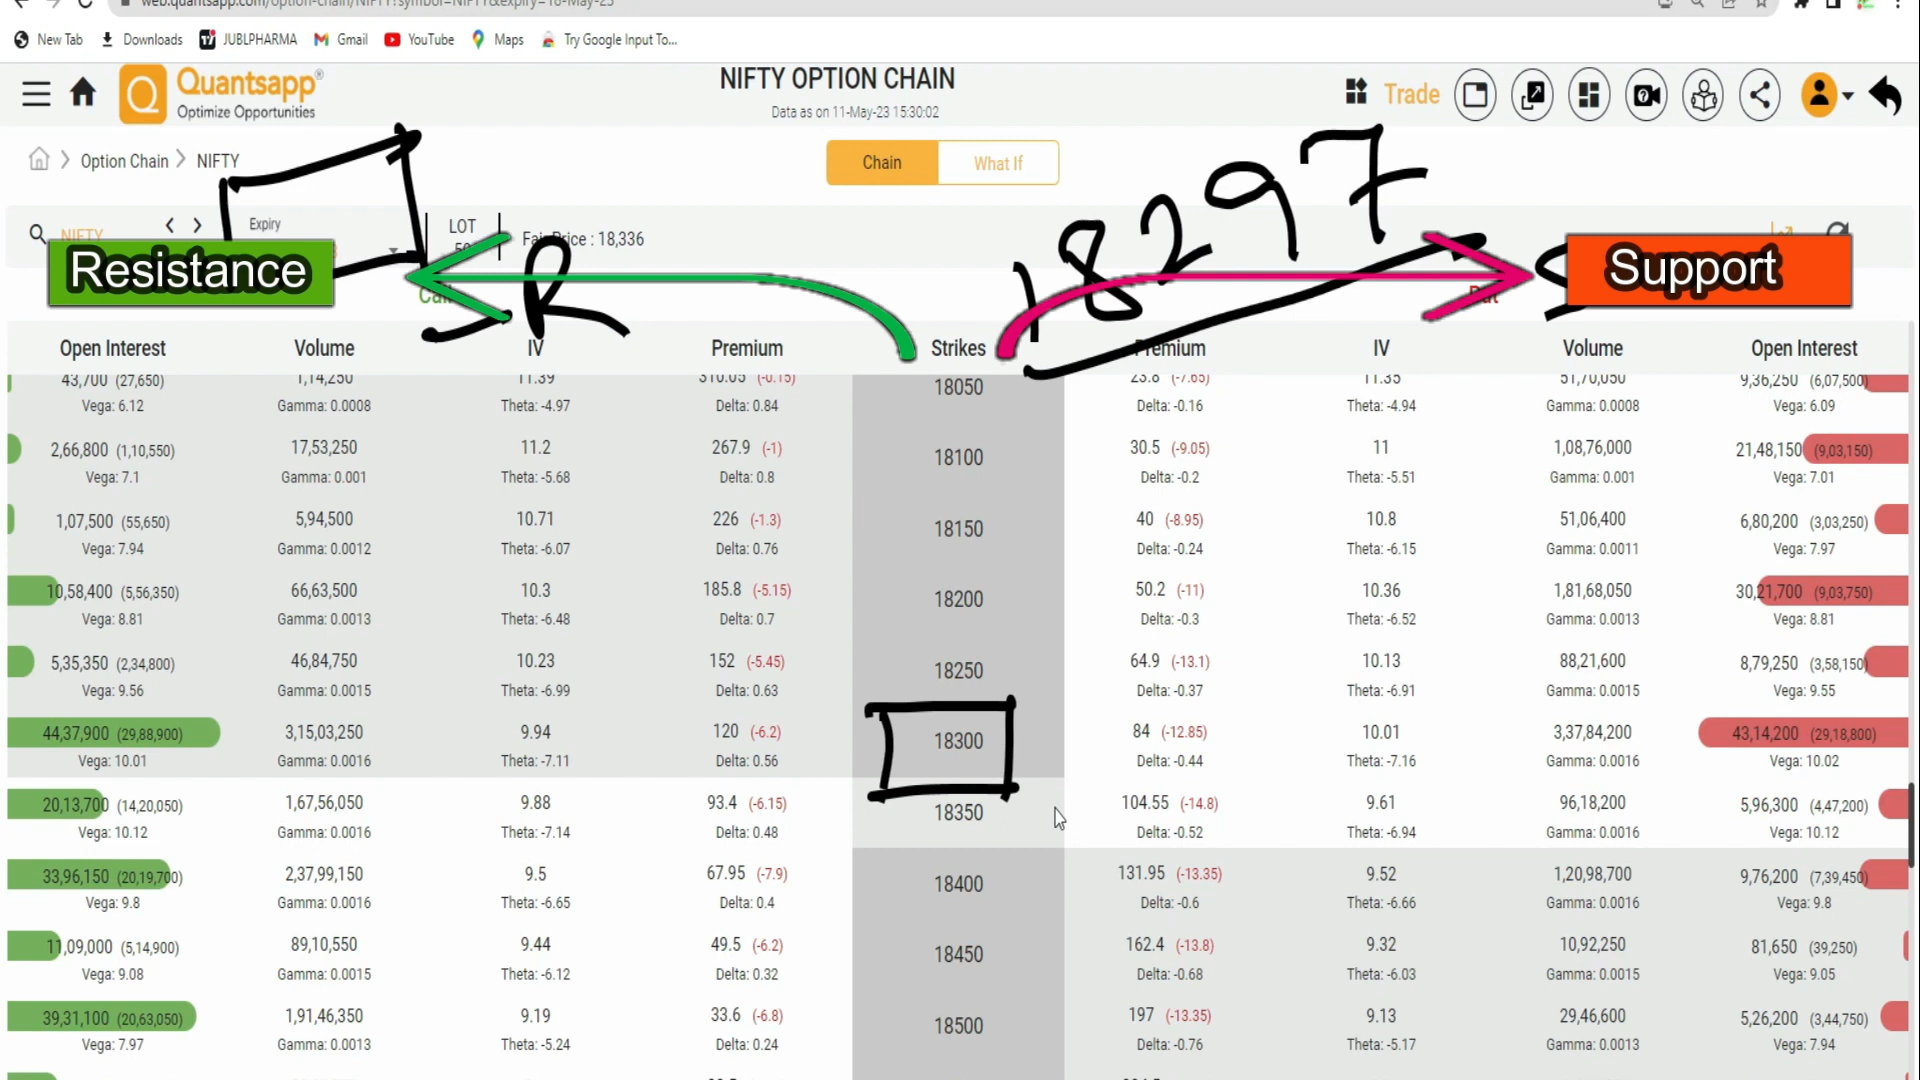 web.quantsapp.com/option-chain/NIFTY?symbol=NIFTY&expiry=18-May-23
New Tab Downloads JUBLPHARMA Gmail YouTube Maps Try Google Input To...
Quantsapp®
Optimize Opportunities
NIFTY OPTION CHAIN
Data as on 11-May-23 15:30:02
Trade
Option Chain NIFTY
Chain What If
18297
NIFTY Expiry LOT Fair Price : 18,336
Resistance R Support
Open Interest Volume IV Premium Strikes Premium IV Volume Open Interest
43,700 (27,650) 1,14,250 11.39 310.05 (-0.15) 18050 23.8 (-7.65) 11.35 51,70,050 9,36,250 (6,07,500)
Vega: 6.12 Gamma: 0.0008 Theta: -4.97 Delta: 0.84 Delta: -0.16 Theta: -4.94 Gamma: 0.0008 Vega: 6.09
2,66,800 (1,10,550) 17,53,250 11.2 267.9 (-1) 18100 30.5 (-9.05) 11 1,08,76,000 21,48,150 (9,03,150)
Vega: 7.1 Gamma: 0.001 Theta: -5.68 Delta: 0.8 Delta: -0.2 Theta: -5.51 Gamma: 0.001 Vega: 7.01
1,07,500 (55,650) 5,94,500 10.71 226 (-1.3) 18150 40 (-8.95) 10.8 51,06,400 6,80,200 (3,03,250)
Vega: 7.94 Gamma: 0.0012 Theta: -6.07 Delta: 0.76 Delta: -0.24 Theta: -6.15 Gamma: 0.0011 Vega: 7.97
10,58,400 (5,56,350) 66,63,500 10.3 185.8 (-5.15) 18200 50.2 (-11) 10.36 1,81,68,050 30,21,700 (9,03,750)
Vega: 8.81 Gamma: 0.0013 Theta: -6.48 Delta: 0.7 Delta: -0.3 Theta: -6.52 Gamma: 0.0013 Vega: 8.81
5,35,350 (2,34,800) 46,84,750 10.23 152 (-5.45) 18250 64.9 (-13.1) 10.13 88,21,600 8,79,250 (3,58,150)
Vega: 9.56 Gamma: 0.0015 Theta: -6.99 Delta: 0.63 Delta: -0.37 Theta: -6.91 Gamma: 0.0015 Vega: 9.55
44,37,900 (29,88,900) 3,15,03,250 9.94 120 (-6.2) 18300 84 (-12.85) 10.01 3,37,84,200 43,14,200 (29,18,800)
Vega: 10.01 Gamma: 0.0016 Theta: -7.11 Delta: 0.56 Delta: -0.44 Theta: -7.16 Gamma: 0.0016 Vega: 10.02
20,13,700 (14,20,050) 1,67,56,050 9.88 93.4 (-6.15) 18350 104.55 (-14.8) 9.61 96,18,200 5,96,300 (4,47,200)
Vega: 10.12 Gamma: 0.0016 Theta: -7.14 Delta: 0.48 Delta: -0.52 Theta: -6.94 Gamma: 0.0016 Vega: 10.12
33,96,150 (20,19,700) 2,37,99,150 9.5 67.95 (-7.9) 18400 131.95 (-13.35) 9.52 1,20,98,700 9,76,200 (7,39,450)
Vega: 9.8 Gamma: 0.0016 Theta: -6.65 Delta: 0.4 Delta: -0.6 Theta: -6.66 Gamma: 0.0016 Vega: 9.8
11,09,000 (5,14,900) 89,10,550 9.44 49.5 (-6.2) 18450 162.4 (-13.8) 9.32 10,92,250 81,650 (39,250)
Vega: 9.08 Gamma: 0.0015 Theta: -6.12 Delta: 0.32 Delta: -0.68 Theta: -6.03 Gamma: 0.0015 Vega: 9.05
39,31,100 (20,63,050) 1,91,46,350 9.19 33.6 (-6.8) 18500 197 (-13.35) 9.13 29,46,600 5,26,200 (3,44,750)
Vega: 7.97 Gamma: 0.0013 Theta: -5.24 Delta: 0.24 Delta: -0.76 Theta: -5.17 Gamma: 0.0013 Vega: 7.94